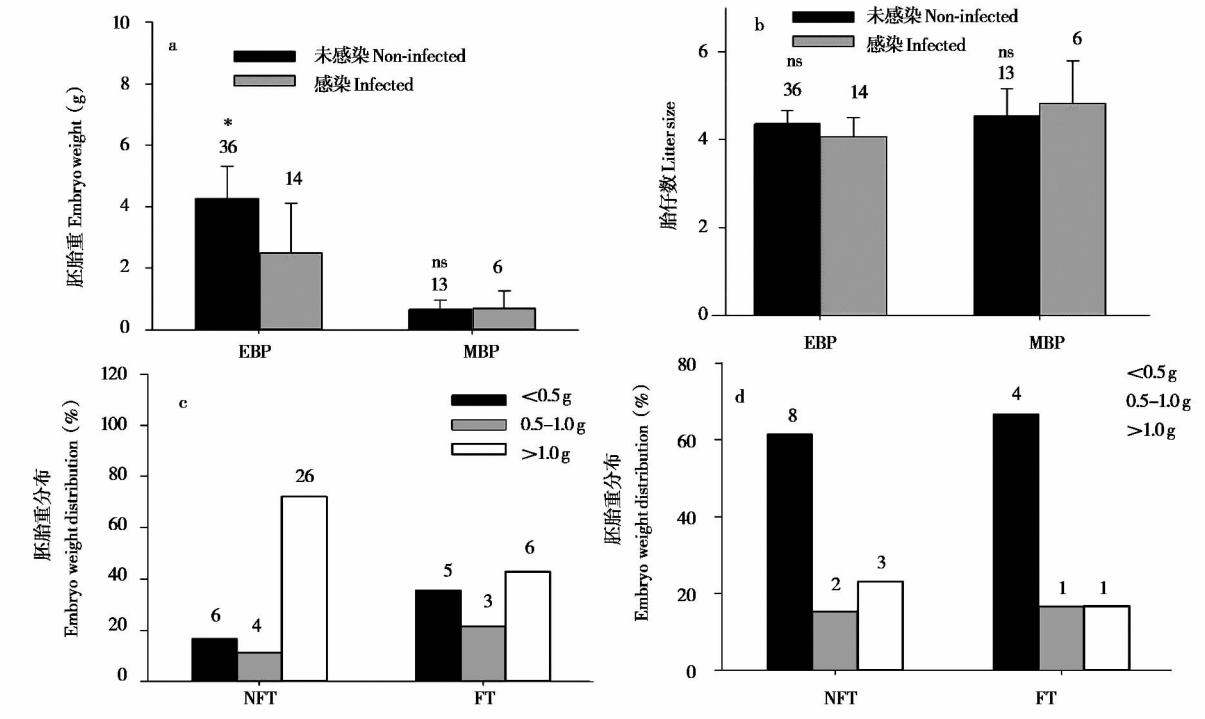 a
未感染 Non-infected
感染 Infected
胚胎重 Embryo weight（g）
10
8
6
4
2
0
*
36
14
ns
13
6
EBP
MBP
b
未感染 Non-infected
感染 Infected
胎仔数 Litter size
6
4
2
0
ns
36
14
ns
13
6
EBP
MBP
c
<0.5 g
0.5–1.0 g
>1.0 g
胚胎重分布
Embryo weight distribution（%）
120
100
80
60
40
20
0
6
4
26
5
3
6
NFT
FT
d
<0.5 g
0.5–1.0 g
>1.0 g
胚胎重分布
Embryo weight distribution（%）
80
60
40
20
0
8
2
3
4
1
1
NFT
FT